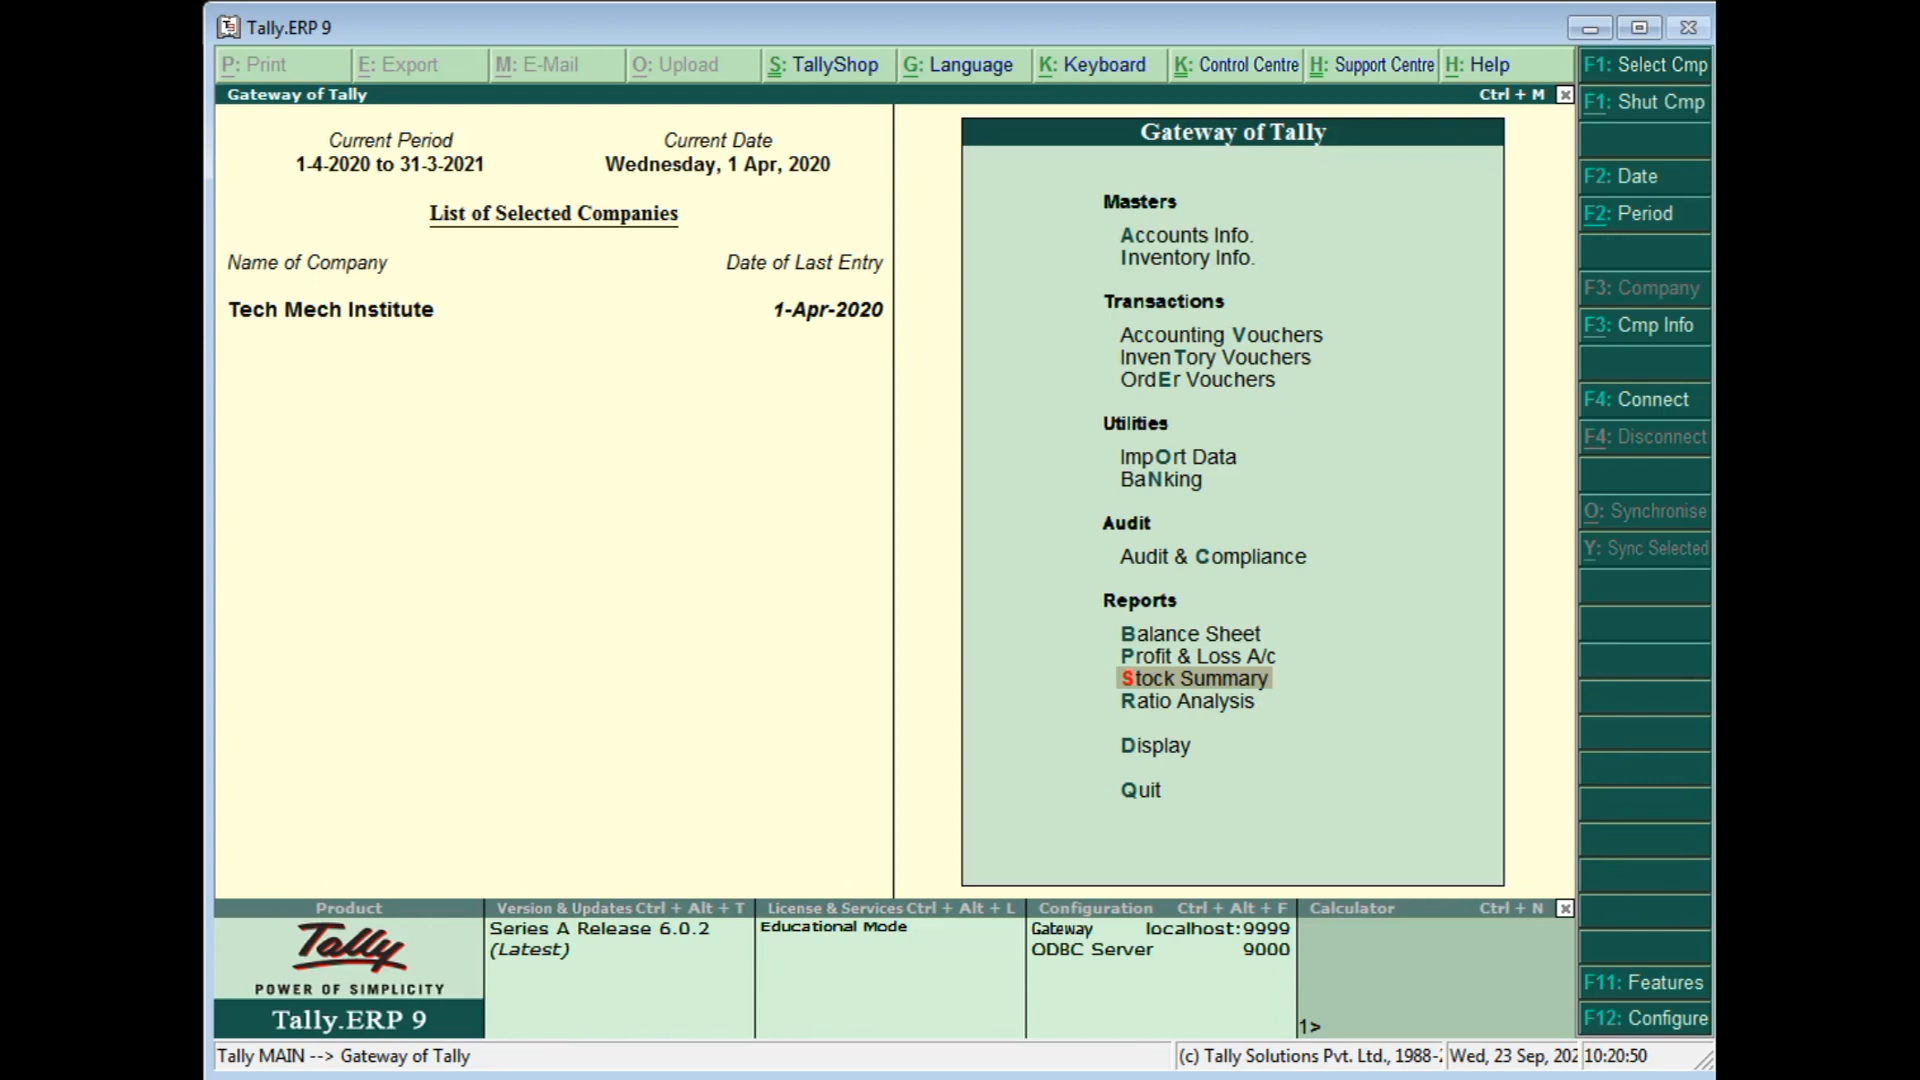 Tally.ERP 9
P: Print E: Export M: E-Mail O: Upload S: TallyShop G: Language K: Keyboard K: Control Centre H: Support Centre H: Help
Gateway of Tally Ctrl + M
Current Period Current Date
1-4-2020 to 31-3-2021 Wednesday, 1 Apr, 2020
List of Selected Companies
Name of Company Date of Last Entry
Tech Mech Institute 1-Apr-2020
Gateway of Tally
Masters
Accounts Info.
Inventory Info.
Transactions
Accounting Vouchers
InvenTory Vouchers
OrdEr Vouchers
Utilities
ImpOrt Data
BaNking
Audit
Audit & Compliance
Reports
Balance Sheet
Profit & Loss A/c
Stock Summary
Ratio Analysis
Display
Quit
F1: Select Cmp
F1: Shut Cmp
F2: Date
F2: Period
F3: Company
F3: Cmp Info
F4: Connect
F4: Disconnect
O: Synchronise
Y: Sync Selected
F11: Features
F12: Configure
Product
Tally
POWER OF SIMPLICITY
Tally.ERP 9
Version & Updates Ctrl + Alt + T
Series A Release 6.0.2
(Latest)
License & Services Ctrl + Alt + L
Educational Mode
Configuration Ctrl + Alt + F
Gateway localhost:9999
ODBC Server 9000
Calculator Ctrl + N
1>
Tally MAIN --> Gateway of Tally (c) Tally Solutions Pvt. Ltd., 1988- Wed, 23 Sep, 202 10:20:50